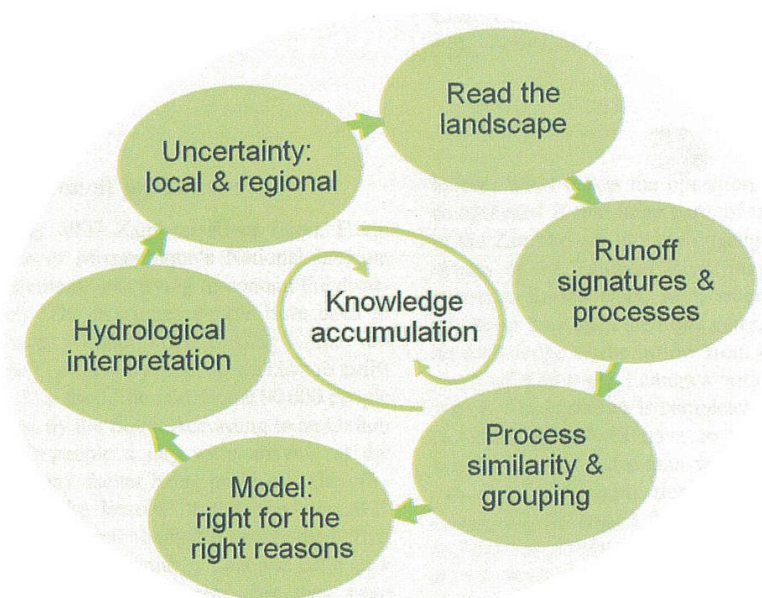 Read the
landscape
Runoff
signatures &
processes
Process
similarity &
grouping
Model:
right for the
right reasons
Hydrological
interpretation
Uncertainty:
local & regional
Knowledge
accumulation